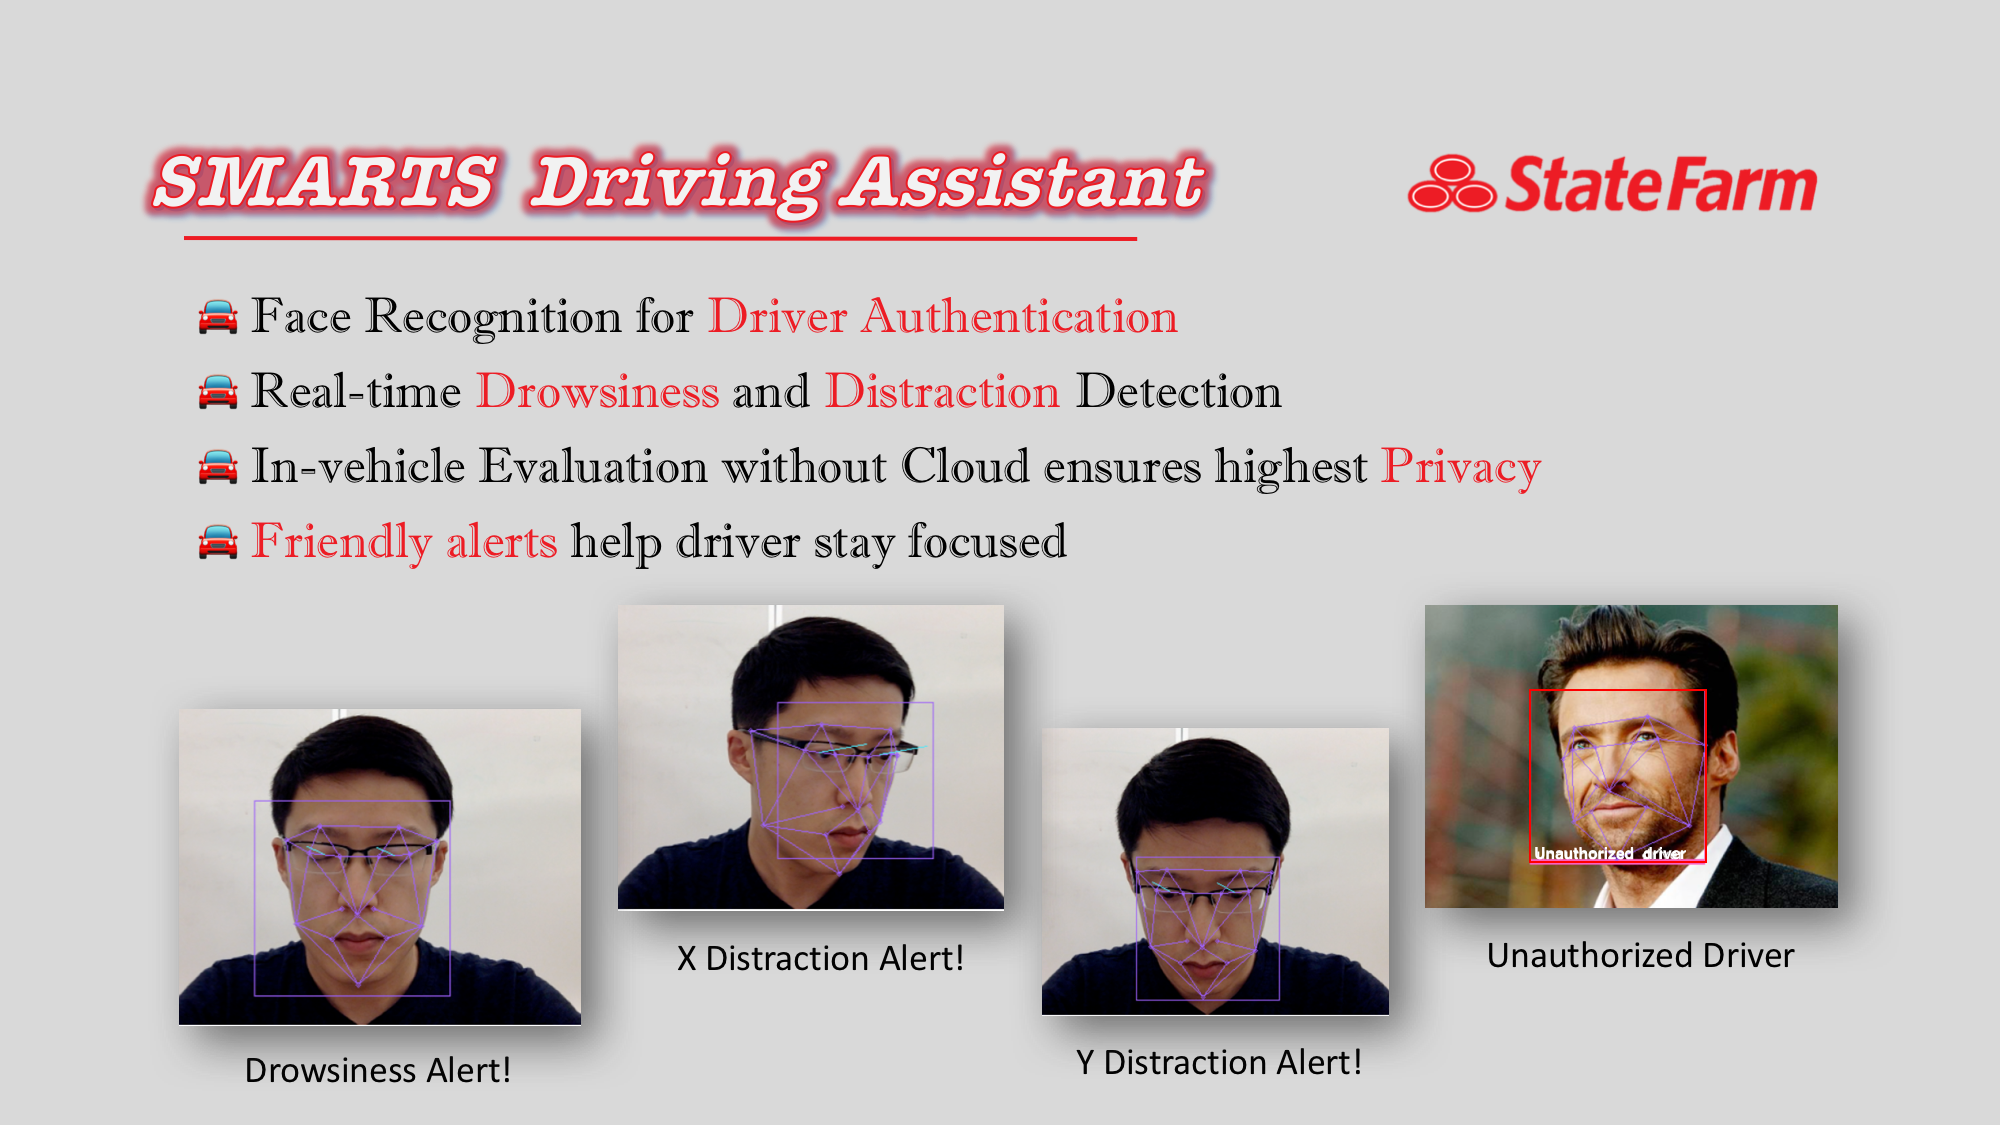 SMARTS Driving Assistant
StateFarm
Face Recognition for Driver Authentication
Real-time Drowsiness and Distraction Detection
In-vehicle Evaluation without Cloud ensures highest Privacy
Friendly alerts help driver stay focused
Unauthorized driver
Drowsiness Alert!
X Distraction Alert!
Y Distraction Alert!
Unauthorized Driver